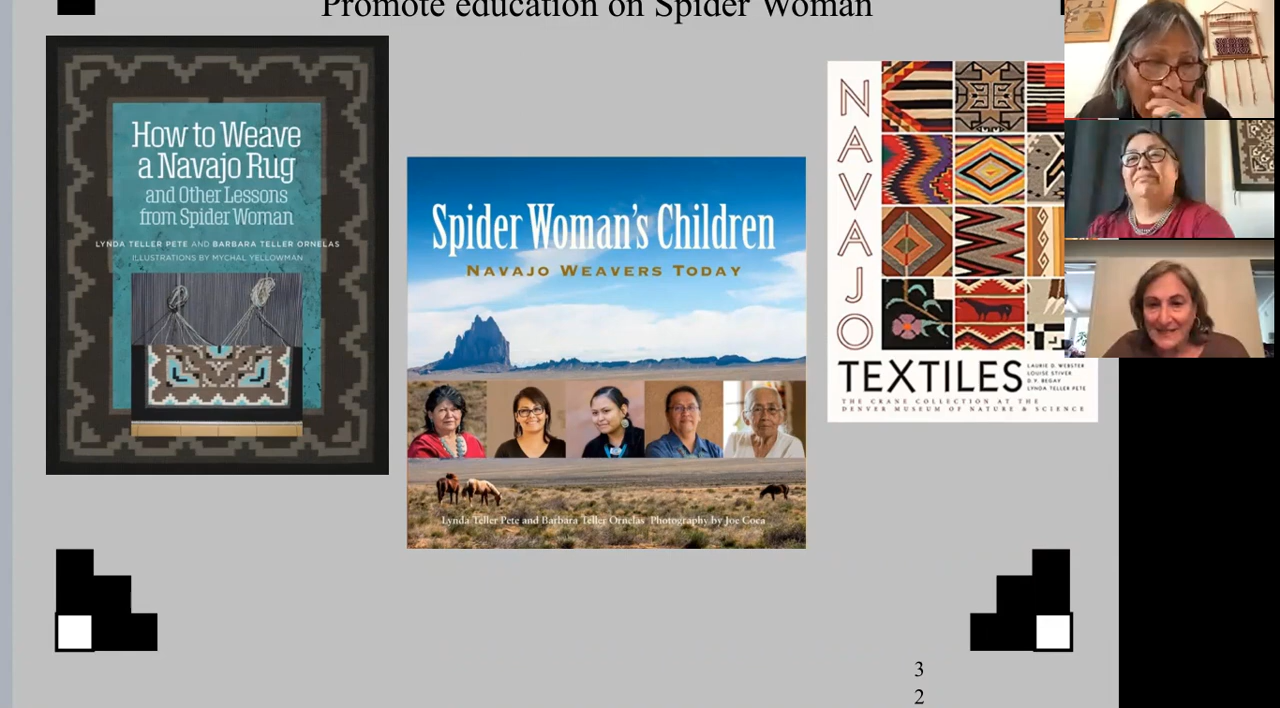 Promote education on Spider Woman
How to Weave
a Navajo Rug
and Other Lessons
from Spider Woman
LYNDA TELLER PETE AND BARBARA TELLER ORNELAS
ILLUSTRATIONS BY MYCHAL YELLOWMAN
Spider Woman's Children
NAVAJO WEAVERS TODAY
Lynda Teller Pete and Barbara Teller Ornelas Photography by Joe Coca
NAVAJO
TEXTILES
LAURIE D. WEBSTER
LOUISE STIVER
D.Y. BEGAY
LYNDA TELLER PETE
THE CRANE COLLECTION AT THE
DENVER MUSEUM OF NATURE & SCIENCE
3
2